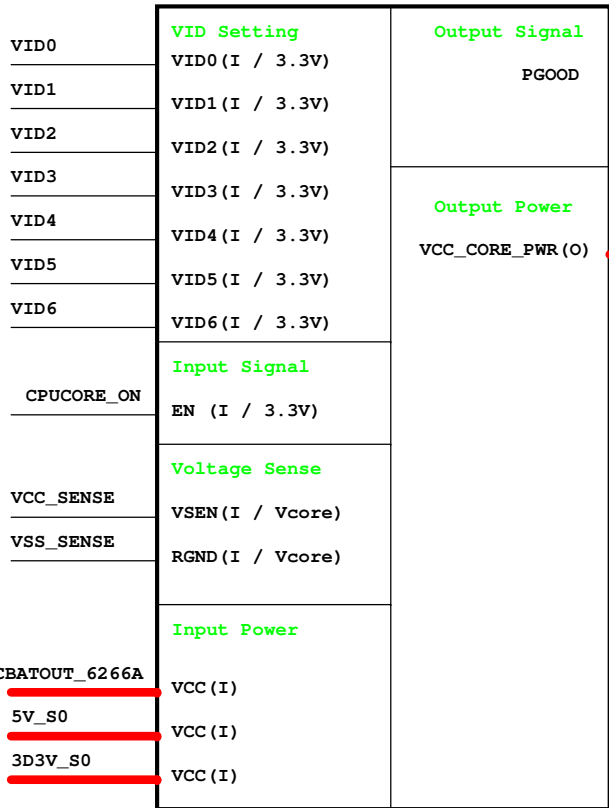 VID0
VID1
VID2
VID3
VID4
VID5
VID6
CPUCORE_ON
VCC_SENSE
VSS_SENSE
CBATOUT_6266A
5V_S0
3D3V_S0
VID Setting
VID0(I / 3.3V)
VID1(I / 3.3V)
VID2(I / 3.3V)
VID3(I / 3.3V)
VID4(I / 3.3V)
VID5(I / 3.3V)
VID6(I / 3.3V)
Input Signal
EN (I / 3.3V)
Voltage Sense
VSEN(I / Vcore)
RGND(I / Vcore)
Input Power
VCC(I)
VCC(I)
VCC(I)
Output Signal
PGOOD
Output Power
VCC_CORE_PWR(O)